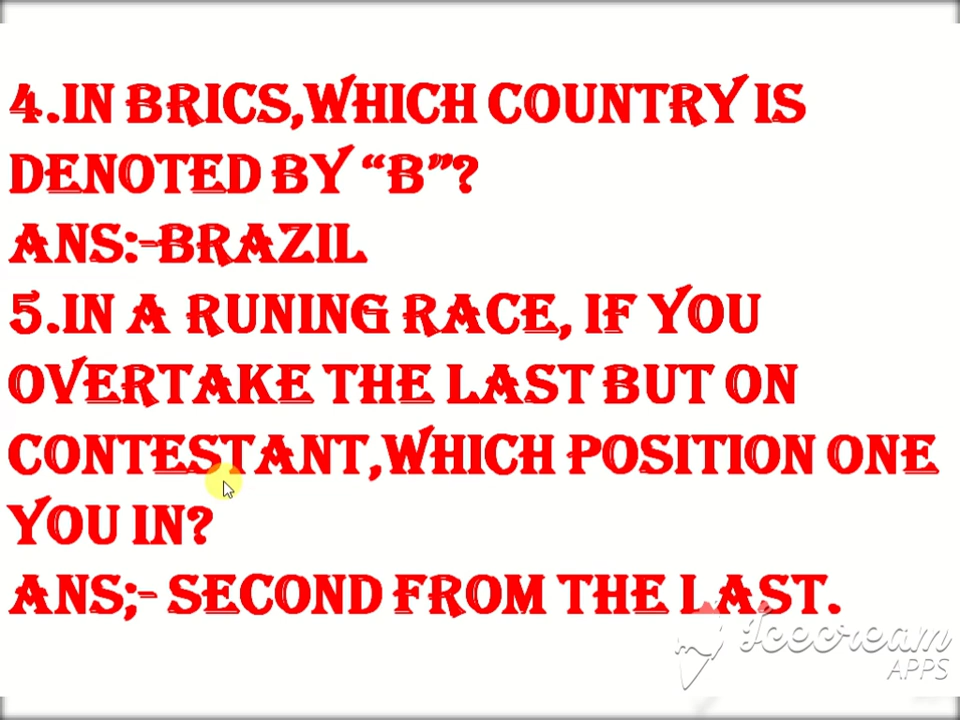 4.IN BRICS,WHICH COUNTRY IS
DENOTED BY “B”?
ANS:-BRAZIL
5.IN A RUNING RACE, IF YOU
OVERTAKE THE LAST BUT ON
CONTESTANT,WHICH POSITION ONE
YOU IN?
ANS;- SECOND FROM THE LAST.
Icecream
APPS